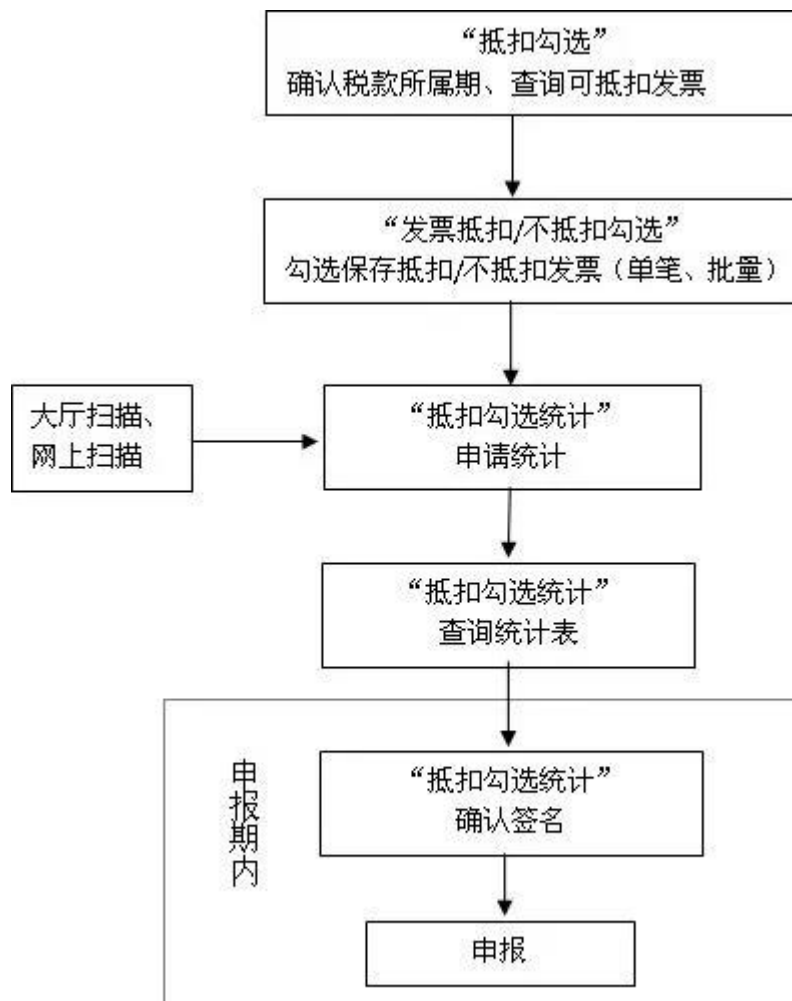 “抵扣勾选”
确认税款所属期、查询可抵扣发票
“发票抵扣/不抵扣勾选”
勾选保存抵扣/不抵扣发票（单笔、批量）
大厅扫描、
网上扫描
“抵扣勾选统计”
申请统计
“抵扣勾选统计”
查询统计表
申报期内
“抵扣勾选统计”
确认签名
申报